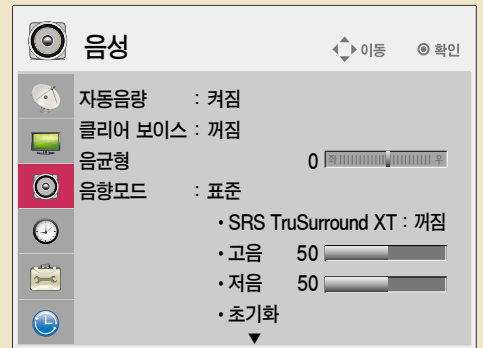 음성 이동 ◉ 확인
자동음량 : 켜짐
클리어 보이스 : 꺼짐
음균형 0 좌 우
음향모드 : 표준
• SRS TruSurround XT : 꺼짐
• 고음 50
• 저음 50
• 초기화
▼